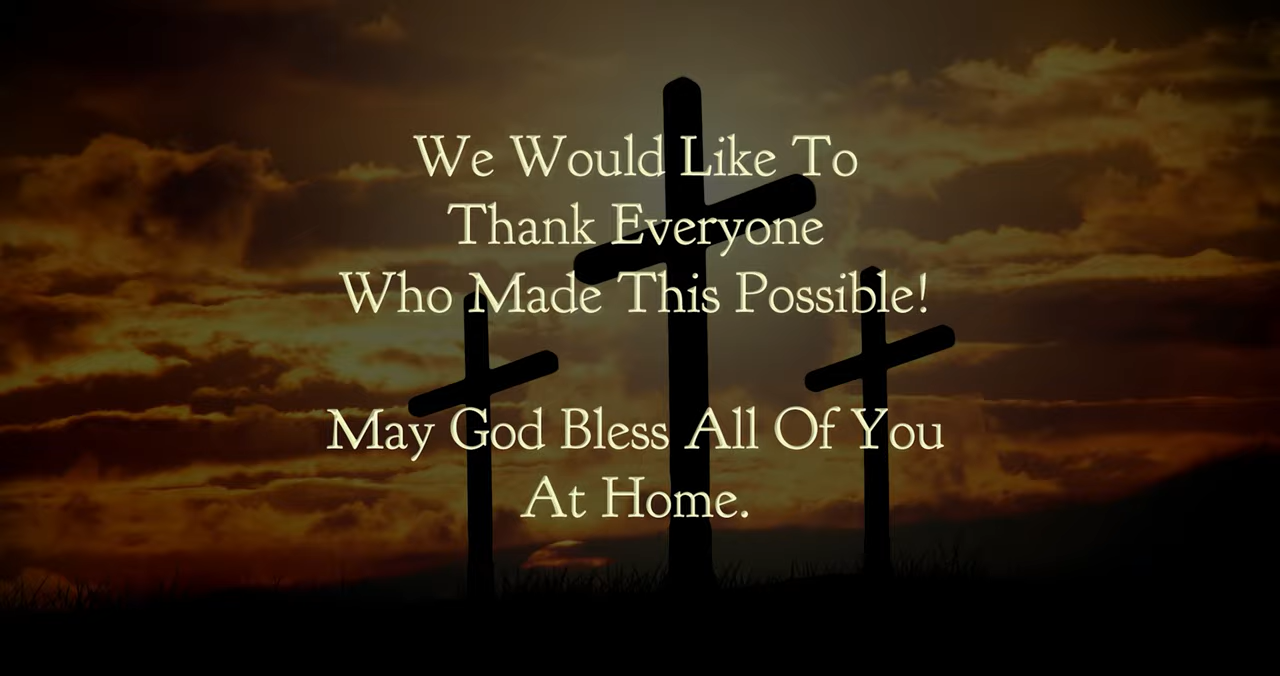 We Would Like To
Thank Everyone
Who Made This Possible!
May God Bless All Of You
At Home.